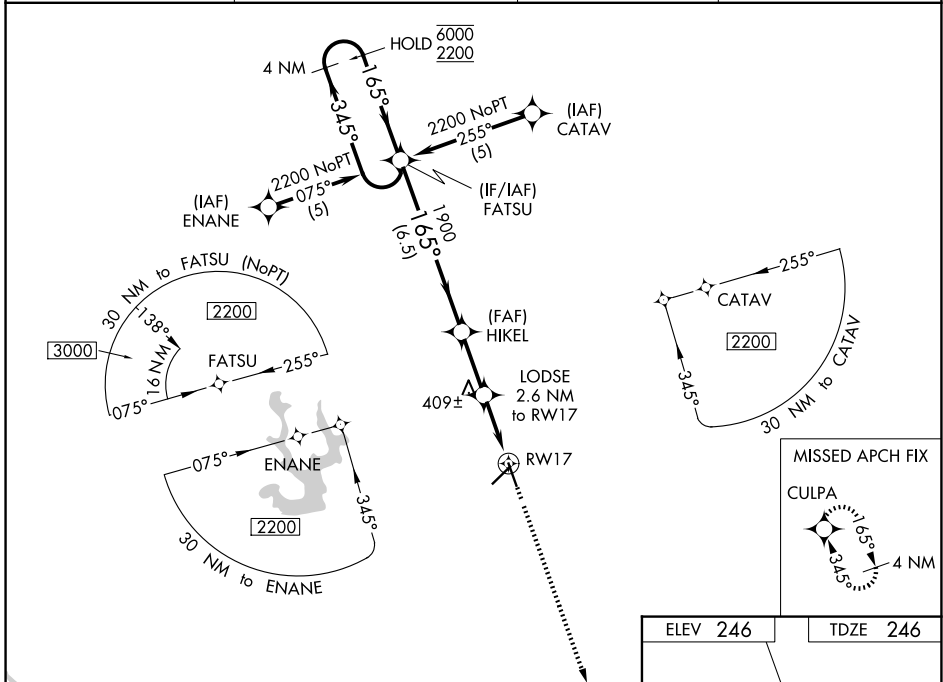 HOLD 6000
2200
4 NM
165°
345°
2200 NoPT
255°
(5)
(IAF)
CATAV
2200 NoPT
075°
(5)
(IAF)
ENANE
(IF/IAF)
FATSU
1900
165°
(6.5)
30 NM to FATSU (NoPT)
2200
138°
3000
16 NM
FATSU
075°
255°
(FAF)
HIKEL
LODSE
2.6 NM
to RW17
409±
RW17
255°
CATAV
2200
345°
30 NM to CATAV
075°
ENANE
345°
2200
30 NM to ENANE
MISSED APCH FIX
CULPA
165°
345°
4 NM
ELEV 246
TDZE 246